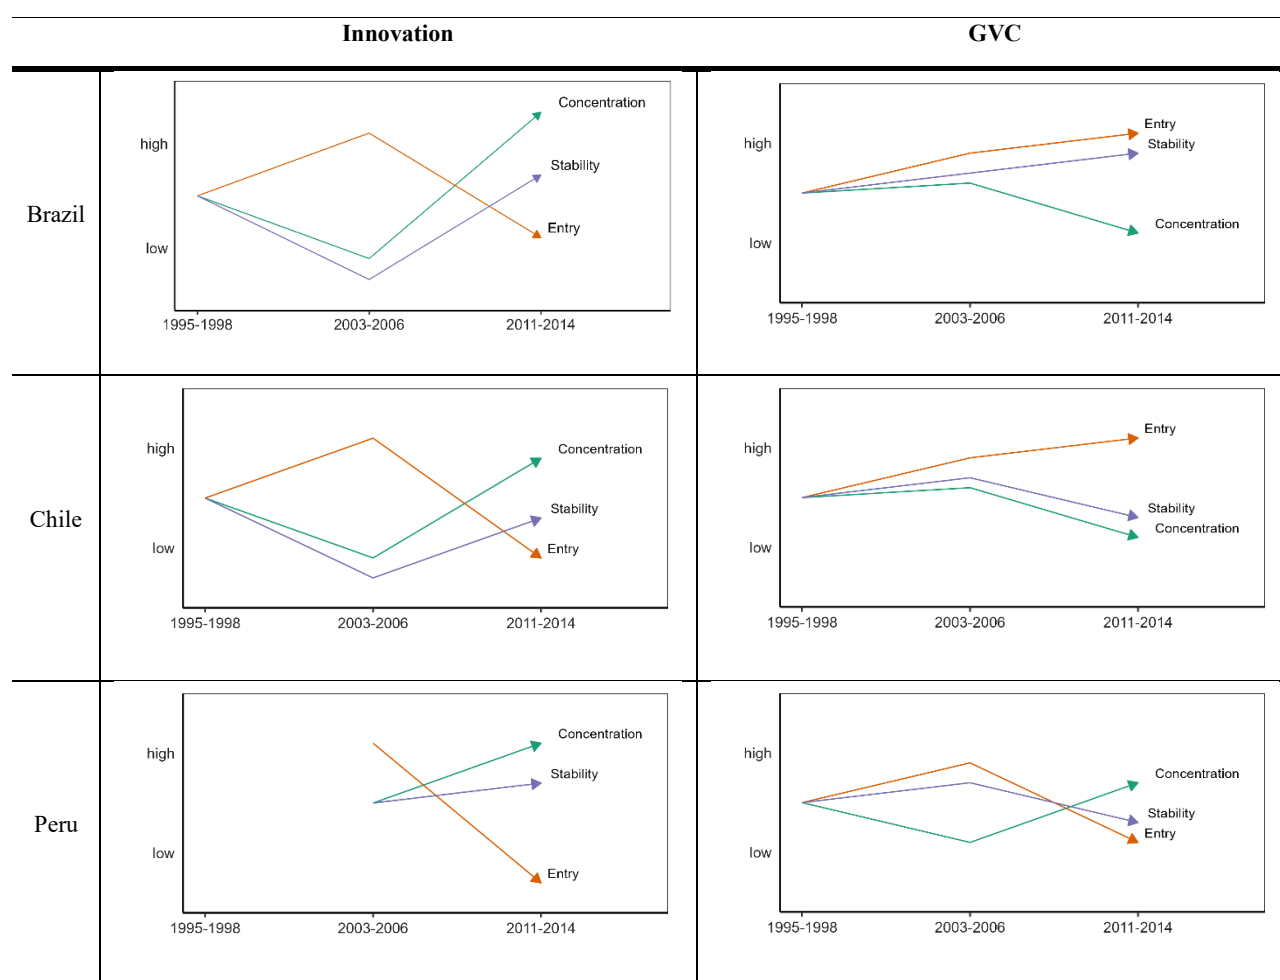 Innovation GVC
Brazil
high
low
Concentration
Stability
Entry
1995-1998 2003-2006 2011-2014
high
low
Entry
Stability
Concentration
1995-1998 2003-2006 2011-2014
Chile
high
low
Concentration
Stability
Entry
1995-1998 2003-2006 2011-2014
high
low
Entry
Stability
Concentration
1995-1998 2003-2006 2011-2014
Peru
high
low
Concentration
Stability
Entry
1995-1998 2003-2006 2011-2014
high
low
Concentration
Stability
Entry
1995-1998 2003-2006 2011-2014